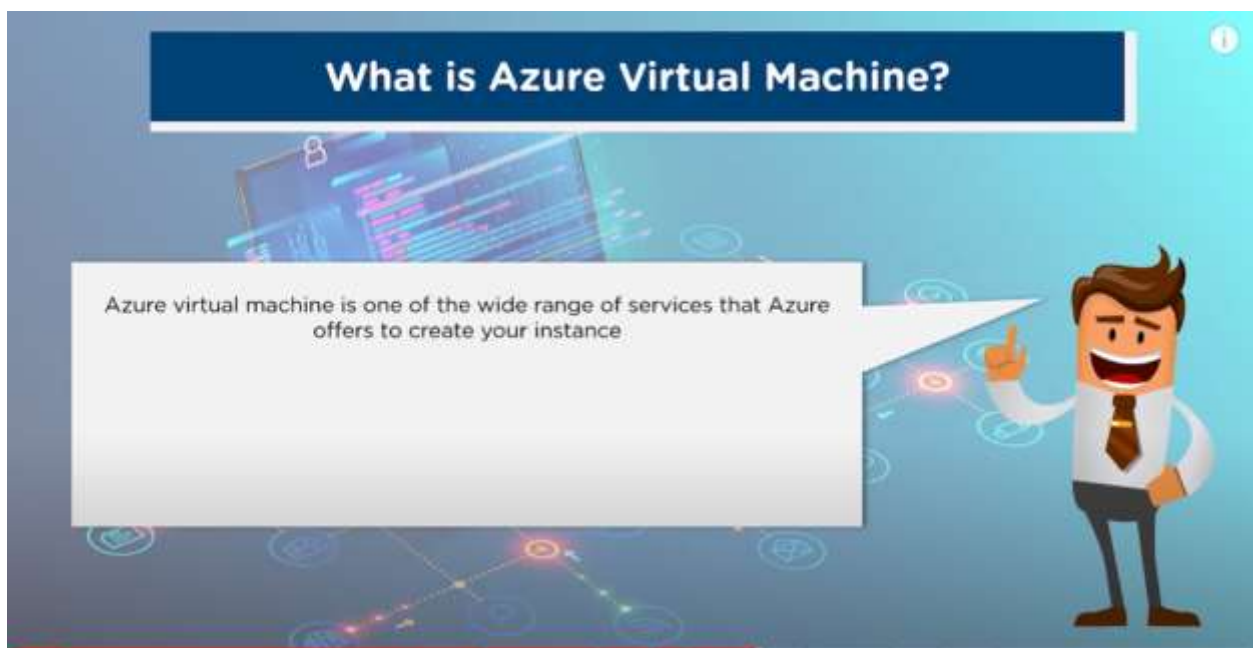 What is Azure Virtual Machine?
Azure virtual machine is one of the wide range of services that Azure
offers to create your instance